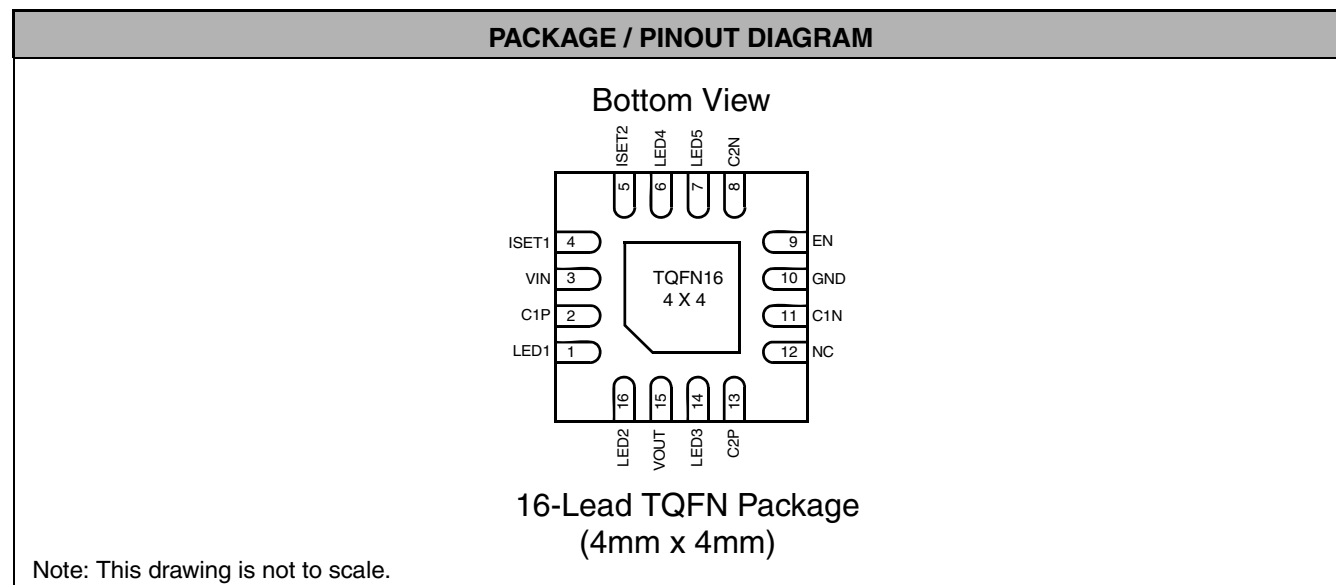 PACKAGE / PINOUT DIAGRAM
Bottom View
ISET2 LED4 LED5 C2N
5 6 7 8
ISET1 4 9 EN
VIN 3 TQFN16 10 GND
4 X 4
C1P 2 11 C1N
LED1 1 12 NC
16 15 14 13
LED2 VOUT LED3 C2P
16-Lead TQFN Package
(4mm x 4mm)
Note: This drawing is not to scale.